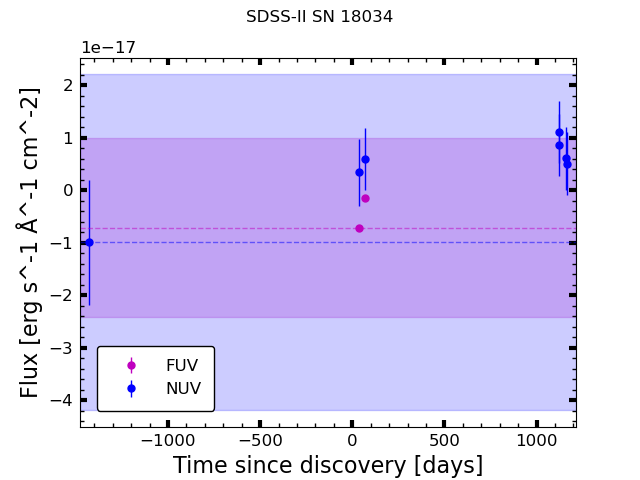 SDSS-II SN 18034
1e−17
2
1
0
−1
−2
−3
−4
Flux [erg s^-1 Å^-1 cm^-2]
FUV
NUV
−1000 −500 0 500 1000
Time since discovery [days]